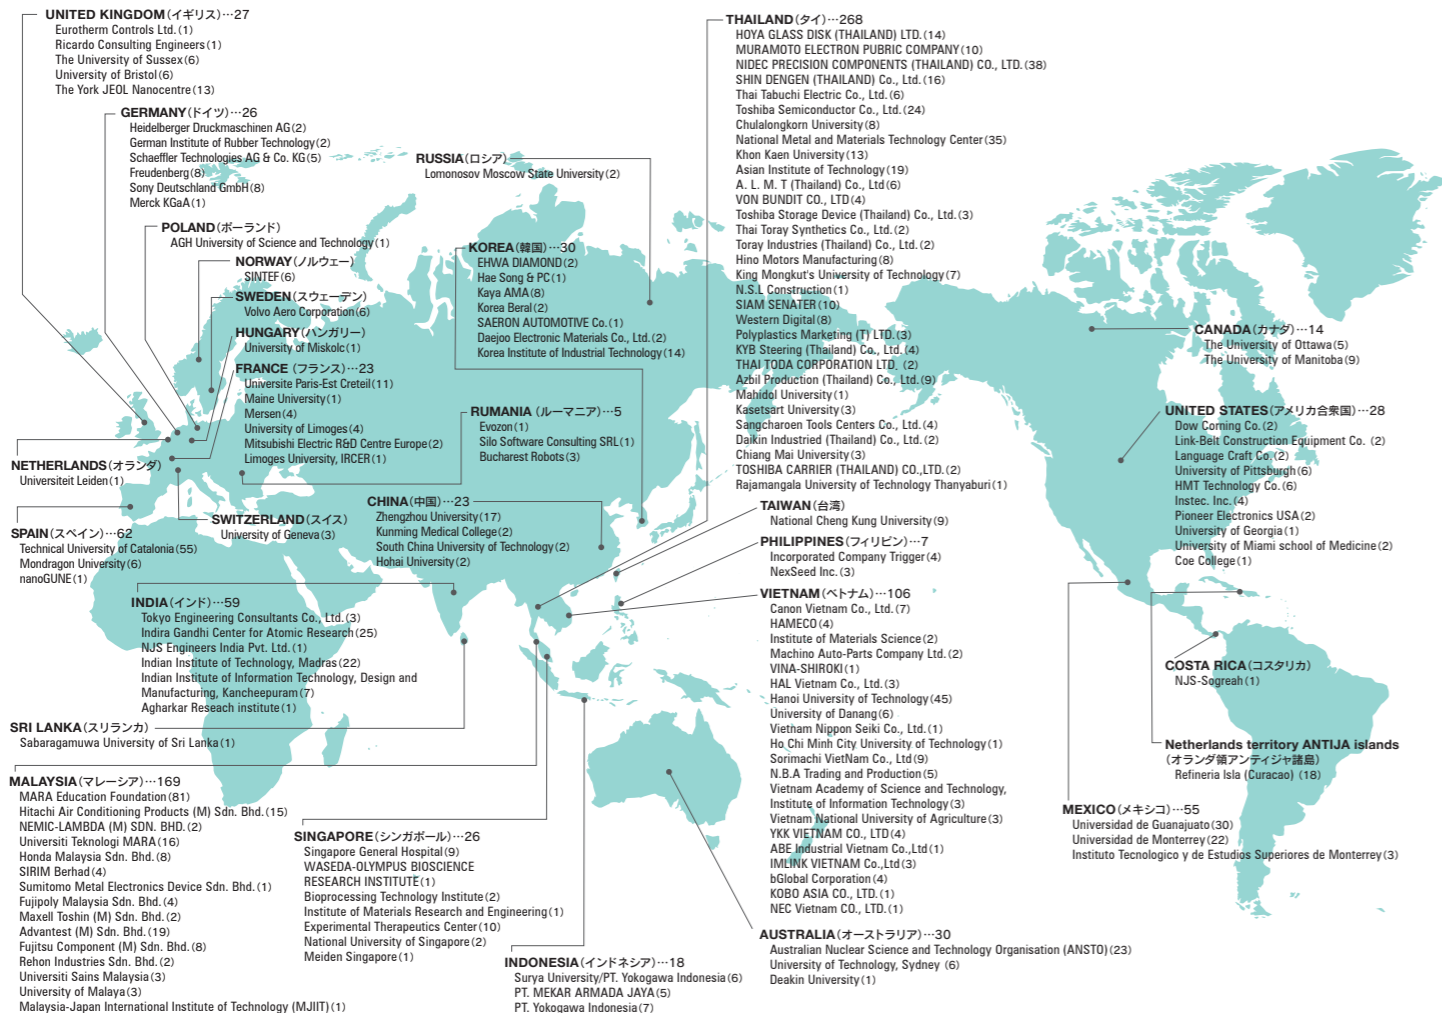 UNITED KINGDOM(イギリス)…27
Eurotherm Controls Ltd.(1)
Ricardo Consulting Engineers(1)
The University of Sussex(6)
University of Bristol(6)
The York JEOL Nanocentre(13)
GERMANY(ドイツ)…26
Heidelberger Druckmaschinen AG(2)
German Institute of Rubber Technology(2)
Schaeffler Technologies AG & Co. KG(5)
Freudenberg(8)
Sony Deutschland GmbH(8)
Merck KGaA(1)
POLAND(ポーランド)
AGH University of Science and Technology(1)
NORWAY(ノルウェー)
SINTEF(6)
SWEDEN(スウェーデン)
Volvo Aero Corporation(6)
HUNGARY(ハンガリー)
University of Miskolc(1)
FRANCE(フランス)…23
Universite Paris-Est Creteil(11)
Maine University(1)
Mersen(4)
University of Limoges(4)
Mitsubishi Electric R&D Centre Europe(2)
Limoges University, IRCER(1)
NETHERLANDS(オランダ)
Universiteit Leiden(1)
SPAIN(スペイン)…62
Technical University of Catalonia(55)
Mondragon University(6)
nanoGUNE(1)
SWITZERLAND(スイス)
University of Geneva(3)
RUSSIA(ロシア)
Lomonosov Moscow State University(2)
KOREA(韓国)…30
EHWA DIAMOND(2)
Hae Song & PC(1)
Kaya AMA(8)
Korea Beral(2)
SAERON AUTOMOTIVE Co.(1)
Daejoo Electronic Materials Co., Ltd.(2)
Korea Institute of Industrial Technology(14)
RUMANIA(ルーマニア)…5
Evozon(1)
Silo Software Consulting SRL(1)
Bucharest Robots(3)
CHINA(中国)…23
Zhengzhou University(17)
Kunming Medical College(2)
South China University of Technology(2)
Hohai University(2)
INDIA(インド)…59
Tokyo Engineering Consultants Co., Ltd.(3)
Indira Gandhi Center for Atomic Research(25)
NJS Engineers India Pvt. Ltd.(1)
Indian Institute of Technology, Madras(22)
Indian Institute of Information Technology, Design and
Manufacturing, Kancheepuram(7)
Agharkar Reseach institute(1)
SRI LANKA(スリランカ)
Sabaragamuwa University of Sri Lanka(1)
MALAYSIA(マレーシア)…169
MARA Education Foundation(81)
Hitachi Air Conditioning Products (M) Sdn. Bhd.(15)
NEMIC-LAMBDA (M) SDN. BHD.(2)
Universiti Teknologi MARA(16)
Honda Malaysia Sdn. Bhd.(8)
SIRIM Berhad(4)
Sumitomo Metal Electronics Device Sdn. Bhd.(1)
Fujipoly Malaysia Sdn. Bhd.(4)
Maxell Toshin (M) Sdn. Bhd.(2)
Advantest (M) Sdn. Bhd.(19)
Fujitsu Component (M) Sdn. Bhd.(8)
Rehon Industries Sdn. Bhd.(2)
Universiti Sains Malaysia(3)
University of Malaya(3)
Malaysia-Japan International Institute of Technology (MJIIT)(1)
SINGAPORE(シンガポール)…26
Singapore General Hospital(9)
WASEDA-OLYMPUS BIOSCIENCE
RESEARCH INSTITUTE(1)
Bioprocessing Technology Institute(2)
Institute of Materials Research and Engineering(1)
Experimental Therapeutics Center(10)
National University of Singapore(2)
Meiden Singapore(1)
INDONESIA(インドネシア)…18
Surya University/PT. Yokogawa Indonesia(6)
PT. MEKAR ARMADA JAYA(5)
PT. Yokogawa Indonesia(7)
THAILAND(タイ)…268
HOYA GLASS DISK (THAILAND) LTD.(14)
MURAMOTO ELECTRON PUBRIC COMPANY(10)
NIDEC PRECISION COMPONENTS (THAILAND) CO., LTD.(38)
SHIN DENGEN (THAILAND) Co., Ltd.(16)
Thai Tabuchi Electric Co., Ltd.(6)
Toshiba Semiconductor Co., Ltd.(24)
Chulalongkorn University(8)
National Metal and Materials Technology Center(35)
Khon Kaen University(13)
Asian Institute of Technology(19)
A. L. M. T (Thailand) Co., Ltd(6)
VON BUNDIT CO., LTD(4)
Toshiba Storage Device (Thailand) Co., Ltd.(3)
Thai Toray Synthetics Co., Ltd.(2)
Toray Industries (Thailand) Co., Ltd.(2)
Hino Motors Manufacturing(8)
King Mongkut's University of Technology(7)
N.S.L Construction(1)
SIAM SENATER(10)
Western Digital(8)
Polyplastics Marketing (T) LTD.(3)
KYB Steering (Thailand) Co., Ltd.(4)
THAI TODA CORPORATION LTD. (2)
Azbil Production (Thailand) Co., Ltd.(9)
Mahidol University(1)
Kasetsart University(3)
Sangcharoen Tools Centers Co., Ltd.(4)
Daikin Industried (Thailand) Co., Ltd.(2)
Chiang Mai University(3)
TOSHIBA CARRIER (THAILAND) CO.,LTD.(2)
Rajamangala University of Technology Thanyaburi(1)
TAIWAN(台湾)
National Cheng Kung University(9)
PHILIPPINES(フィリピン)…7
Incorporated Company Trigger(4)
NexSeed Inc.(3)
VIETNAM(ベトナム)…106
Canon Vietnam Co., Ltd.(7)
HAMECO(4)
Institute of Materials Science(2)
Machino Auto-Parts Company Ltd.(2)
VINA-SHIROKI(1)
HAL Vietnam Co., Ltd.(3)
Hanoi University of Technology(45)
University of Danang(6)
Vietnam Nippon Seiki Co., Ltd.(1)
Ho Chi Minh City University of Technology(1)
Sorimachi VietNam Co., Ltd(9)
N.B.A Trading and Production(5)
Vietnam Academy of Science and Technology,
Institute of Information Technology(3)
Vietnam National University of Agriculture(3)
YKK VIETNAM CO., LTD(4)
ABE Industrial Vietnam Co.,Ltd(1)
IMLINK VIETNAM Co.,Ltd(3)
bGlobal Corporation(4)
KOBO ASIA CO., LTD.(1)
NEC Vietnam CO., LTD.(1)
AUSTRALIA(オーストラリア)…30
Australian Nuclear Science and Technology Organisation (ANSTO)(23)
University of Technology, Sydney (6)
Deakin University(1)
CANADA(カナダ)…14
The University of Ottawa(5)
The University of Manitoba(9)
UNITED STATES(アメリカ合衆国)…28
Dow Corning Co.(2)
Link-Belt Construction Equipment Co. (2)
Language Craft Co.(2)
University of Pittsburgh(6)
HMT Technology Co.(6)
Instec. Inc.(4)
Pioneer Electronics USA(2)
University of Georgia(1)
University of Miami school of Medicine(2)
Coe College(1)
COSTA RICA(コスタリカ)
NJS-Sogreah(1)
Netherlands territory ANTIJA islands
(オランダ領アンティジャ諸島)
Refineria Isla (Curacao) (18)
MEXICO(メキシコ)…55
Universidad de Guanajuato(30)
Universidad de Monterrey(22)
Instituto Tecnologico y de Estudios Superiores de Monterrey(3)